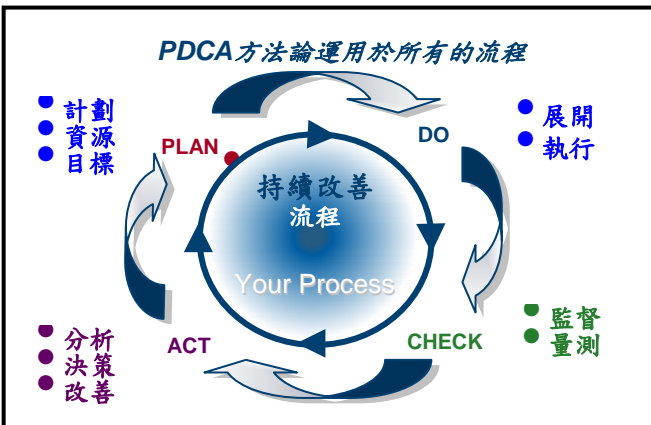 PDCA方法論運用於所有的流程
計劃
資源
目標
PLAN
DO
展開
執行
持續改善
流程
Your Process
分析
決策
改善
ACT
CHECK
監督
量測